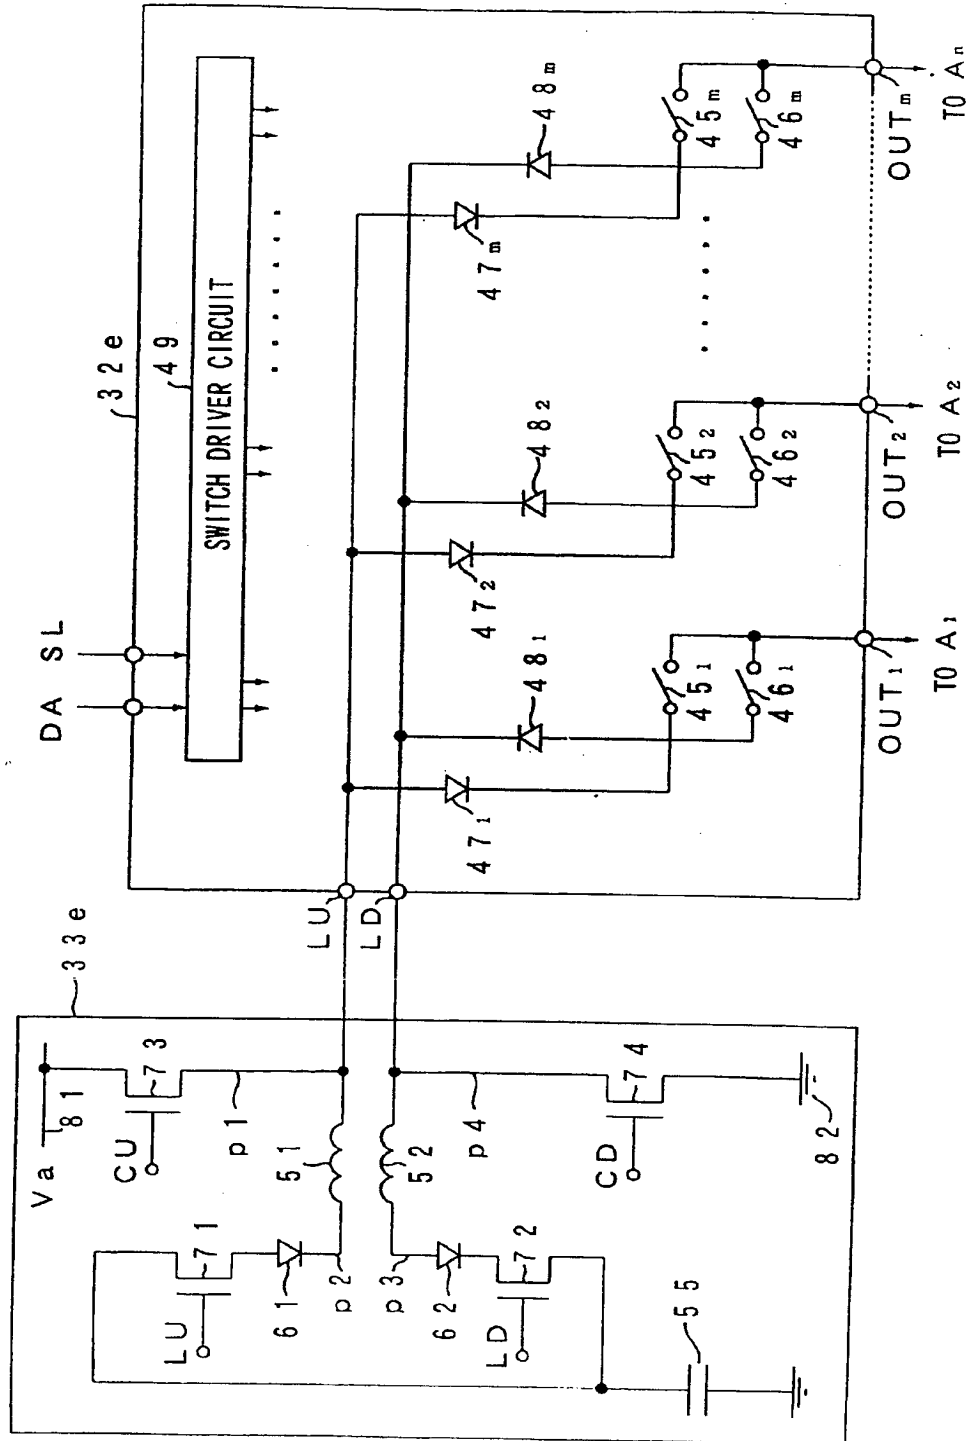 DA
SL
32e
49
SWITCH DRIVER CIRCUIT
33e
Va
81
CU
73
p1
LU
71
61
p2
51
LU
LD
p3
52
62
72
LD
p4
CD
74
82
55
47₁
48₁
45₁
46₁
OUT₁
TO A₁
47₂
48₂
45₂
46₂
OUT₂
TO A₂
47ₘ
48ₘ
45ₘ
46ₘ
OUTₘ
TO Aₙ